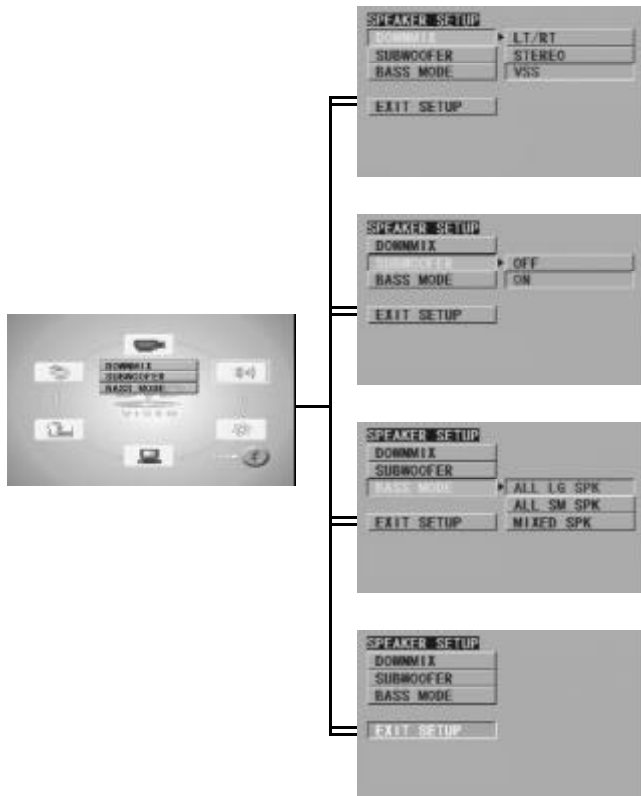 SPEAKER SETUP
DOWNMIX LT/RT
SUBWOOFER STEREO
BASS MODE VSS
EXIT SETUP
SPEAKER SETUP
DOWNMIX
SUBWOOFER OFF
BASS MODE ON
EXIT SETUP
DOWNMIX
SUBWOOFER
BASS MODE
VIDEO
SPEAKER SETUP
DOWNMIX
SUBWOOFER
BASS MODE ALL LG SPK
ALL SM SPK
EXIT SETUP MIXED SPK
SPEAKER SETUP
DOWNMIX
SUBWOOFER
BASS MODE
EXIT SETUP